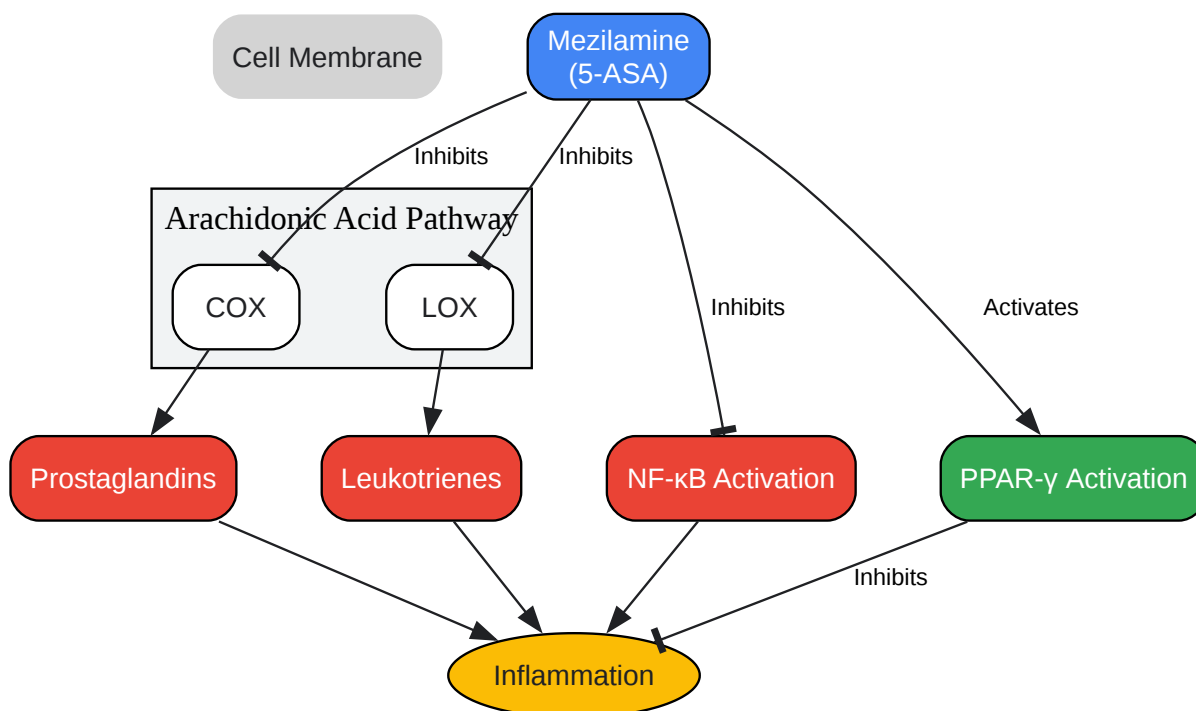 Cell Membrane
Mezilamine
(5-ASA)
Inhibits
Inhibits
Arachidonic Acid Pathway
COX
LOX
Inhibits
Activates
Prostaglandins
Leukotrienes
NF-κB Activation
PPAR-γ Activation
Inhibits
Inflammation